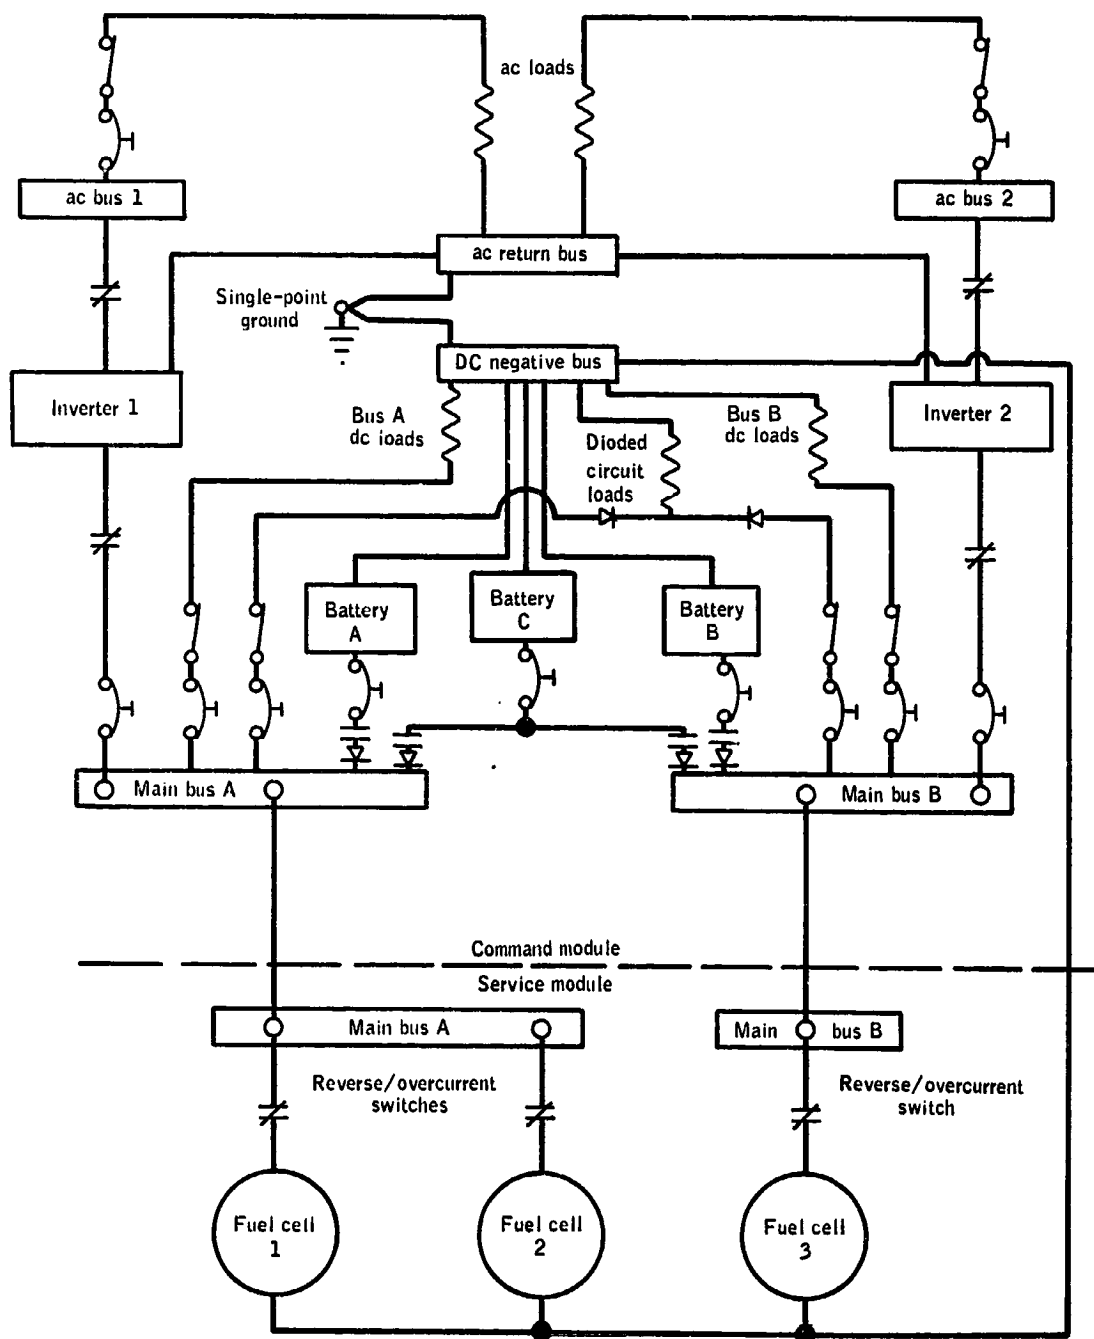 ac loads
ac bus 1
ac bus 2
ac return bus
Single-point
ground
DC negative bus
Inverter 1
Inverter 2
Bus A
dc loads
Bus B
dc loads
Dioded
circuit
loads
Battery
A
Battery
C
Battery
B
Main bus A
Main bus B
Command module
Service module
Main bus A
Main bus B
Reverse/overcurrent
switches
Reverse/overcurrent
switch
Fuel cell
1
Fuel cell
2
Fuel cell
3